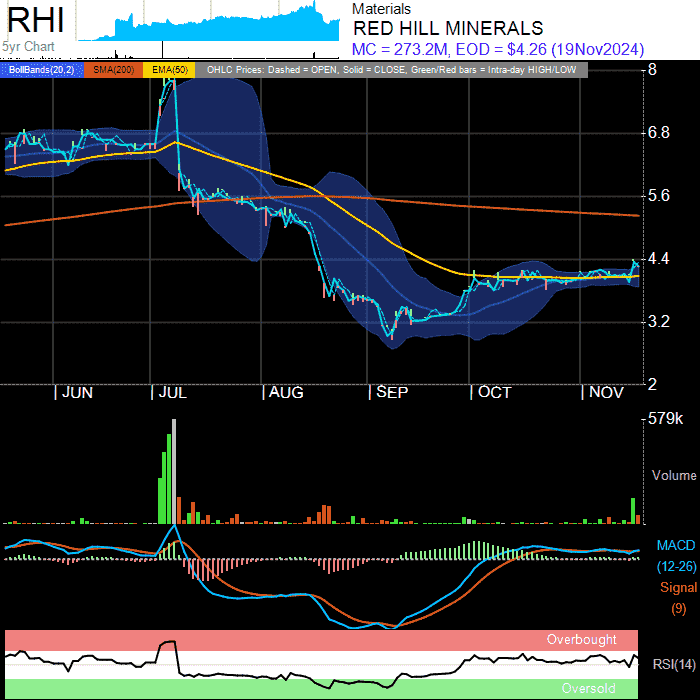 RHI
5yr Chart
Materials
RED HILL MINERALS
MC = 273.2M, EOD = $4.26 (19Nov2024)
BollBands(20,2) SMA(200) EMA(50) OHLC Prices: Dashed = OPEN, Solid = CLOSE, Green/Red bars = Intra-day HIGH/LOW
8
6.8
5.6
4.4
3.2
2
JUN JUL AUG SEP OCT NOV
579k
Volume
MACD
(12-26)
Signal
(9)
Overbought
RSI(14)
Oversold